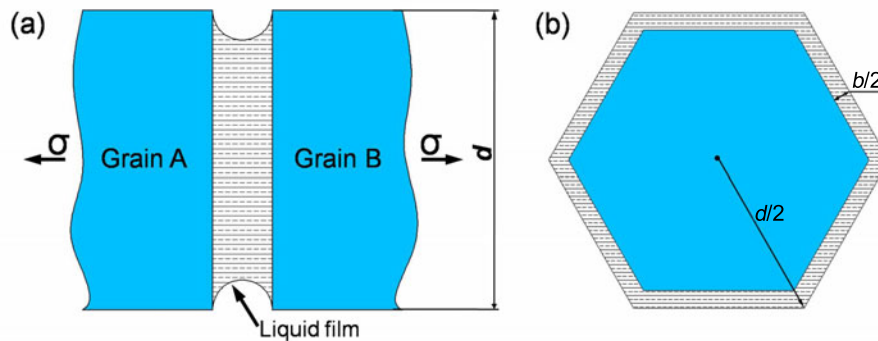 (a)
(b)
b/2
σ
Grain A
Grain B
σ
d
d/2
Liquid film